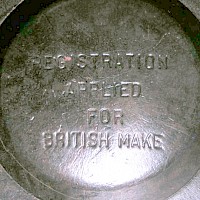 REGISTRATION
APPLIED
FOR
BRITISH MAKE